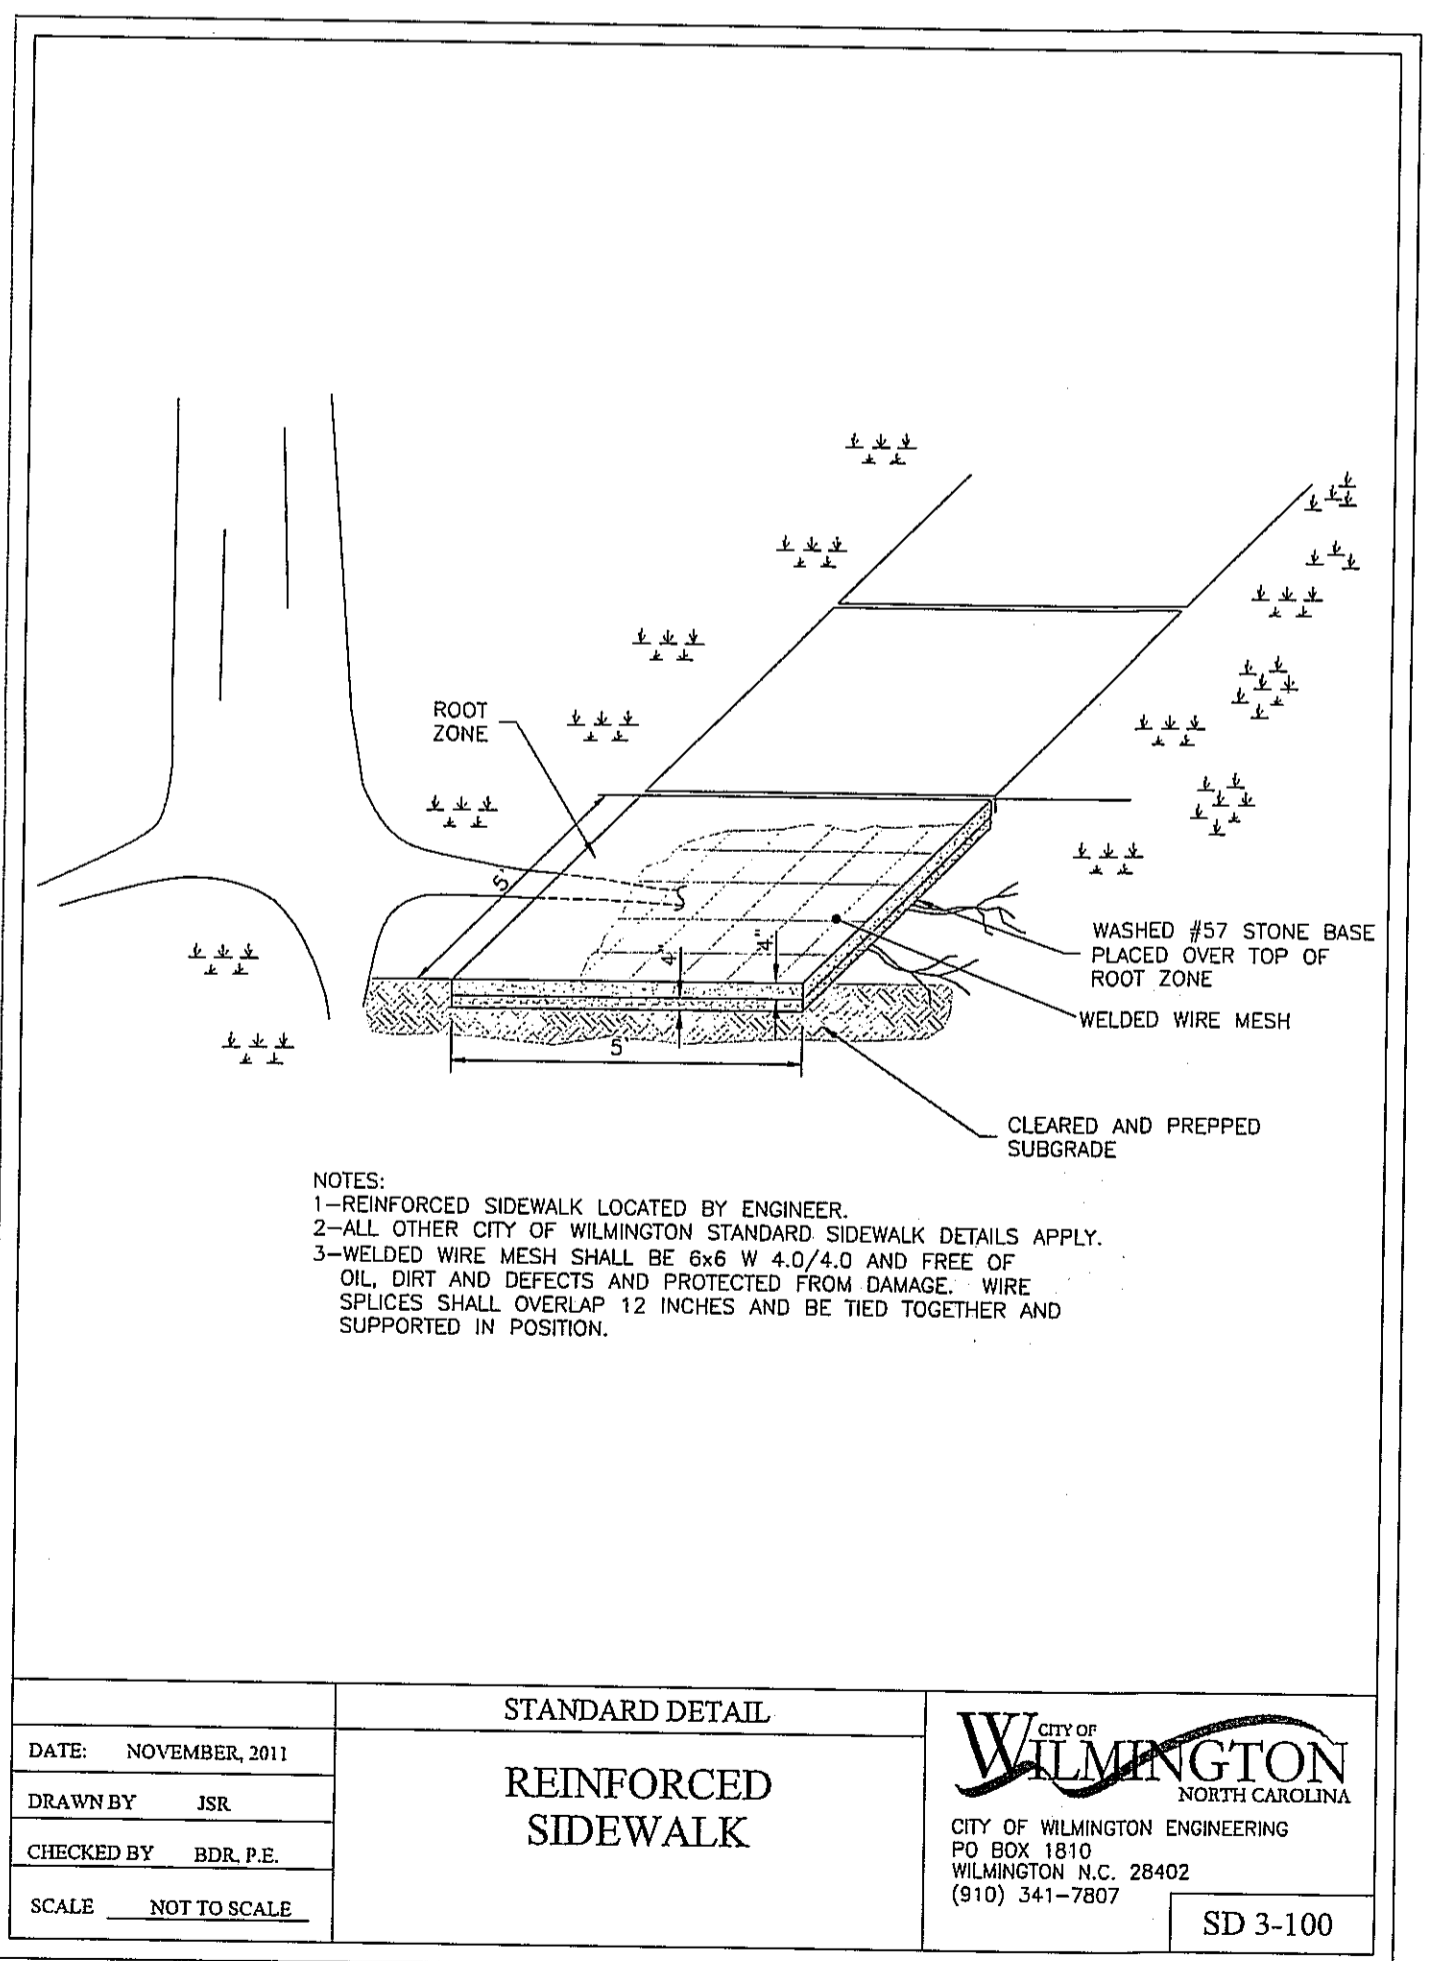 ROOT
ZONE
5'
4"
4"
5'
WASHED #57 STONE BASE
PLACED OVER TOP OF
ROOT ZONE
WELDED WIRE MESH
CLEARED AND PREPPED
SUBGRADE
NOTES:
1-REINFORCED SIDEWALK LOCATED BY ENGINEER.
2-ALL OTHER CITY OF WILMINGTON STANDARD SIDEWALK DETAILS APPLY.
3-WELDED WIRE MESH SHALL BE 6x6 W 4.0/4.0 AND FREE OF
OIL, DIRT AND DEFECTS AND PROTECTED FROM DAMAGE. WIRE
SPLICES SHALL OVERLAP 12 INCHES AND BE TIED TOGETHER AND
SUPPORTED IN POSITION.
DATE: NOVEMBER, 2011
DRAWN BY JSR
CHECKED BY BDR, P.E.
SCALE NOT TO SCALE
STANDARD DETAIL
REINFORCED
SIDEWALK
CITY OF
WILMINGTON
NORTH CAROLINA
CITY OF WILMINGTON ENGINEERING
PO BOX 1810
WILMINGTON N.C. 28402
(910) 341-7807
SD 3-100